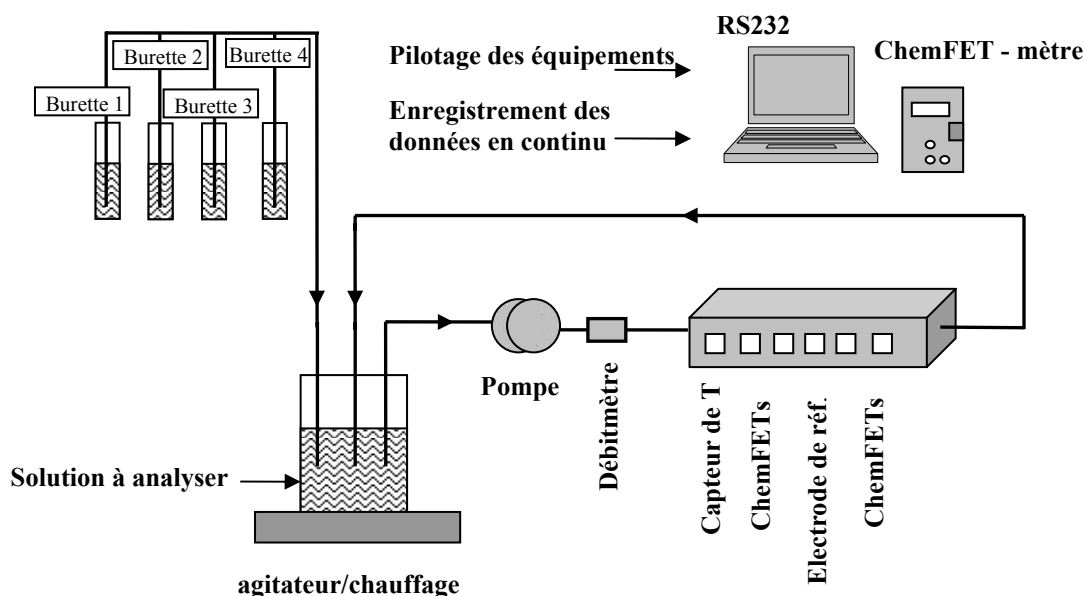 RS232
ChemFET - mètre
Burette 2
Burette 4
Burette 1
Burette 3
Pilotage des équipements
Enregistrement des
données en continu
Pompe
Débitmètre
Capteur de T
ChemFETs
Electrode de réf.
ChemFETs
Solution à analyser
agitateur/chauffage